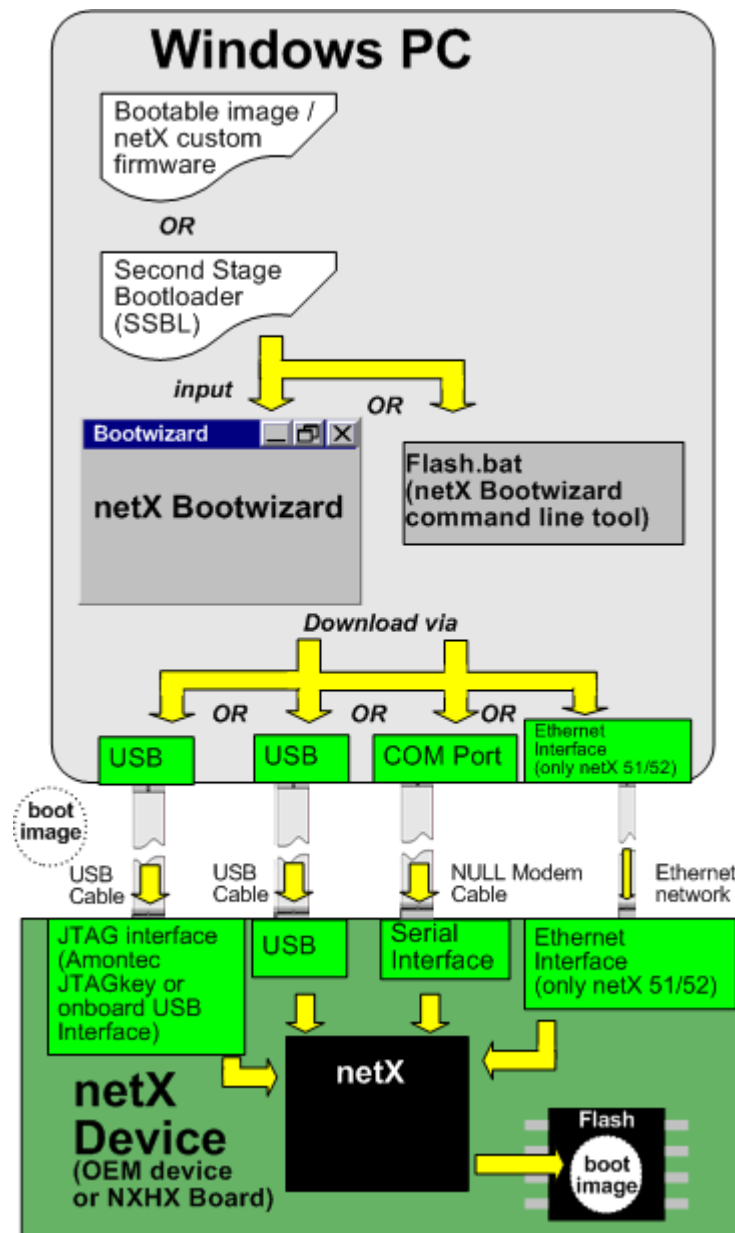 Windows PC
Bootable image /
netX custom
firmware
OR
Second Stage
Bootloader
(SSBL)
input
OR
Bootwizard
netX Bootwizard
Flash.bat
(netX Bootwizard
command line tool)
Download via
OR
OR
OR
USB
USB
COM Port
Ethernet
Interface
(only netX 51/52)
boot
image
USB
Cable
USB
Cable
NULL Modem
Cable
Ethernet
network
JTAG interface
(Amontec
JTAGkey or
onboard USB
Interface)
USB
Serial
Interface
Ethernet
Interface
(only netX 51/52)
netX
netX
Device
(OEM device
or NXHX Board)
Flash
boot
image